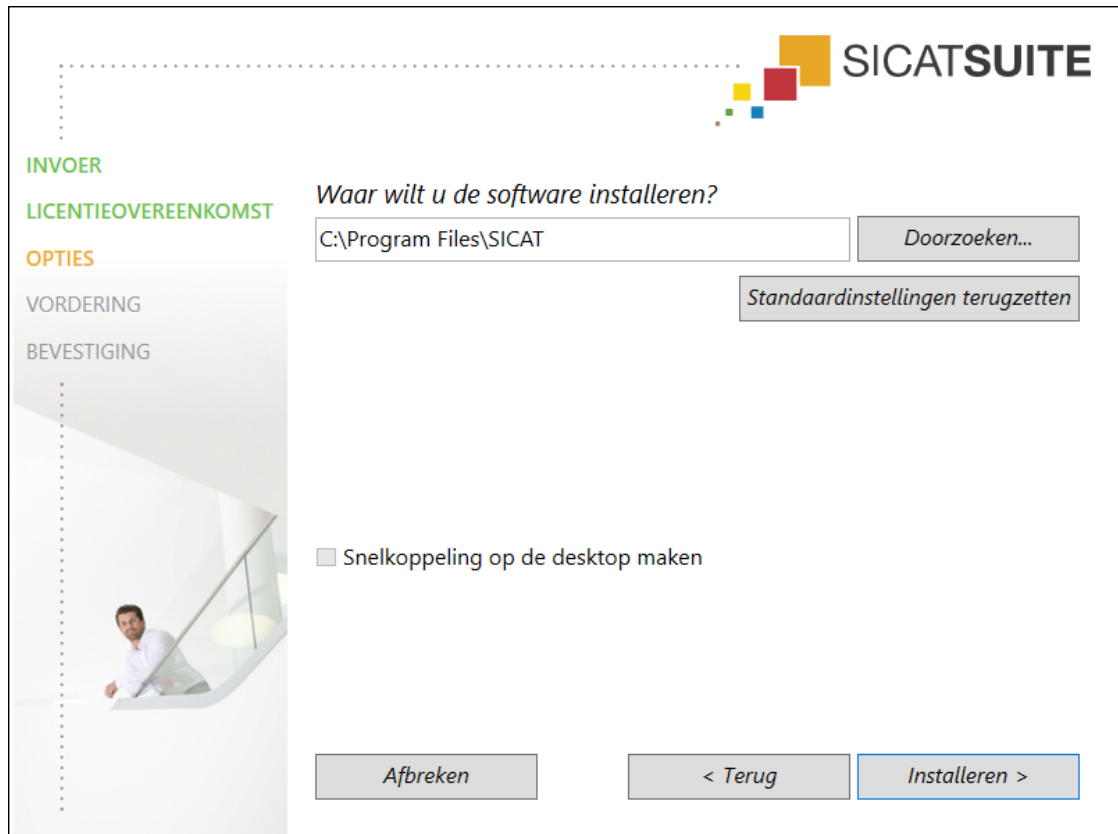 SICATSUITE
INVOER
LICENTIEOVEREENKOMST
OPTIES
VORDERING
BEVESTIGING
Waar wilt u de software installeren?
C:\Program Files\SICAT
Doorzoeken...
Standaardinstellingen terugzetten
Snelkoppeling op de desktop maken
Afbreken
< Terug
Installeren >